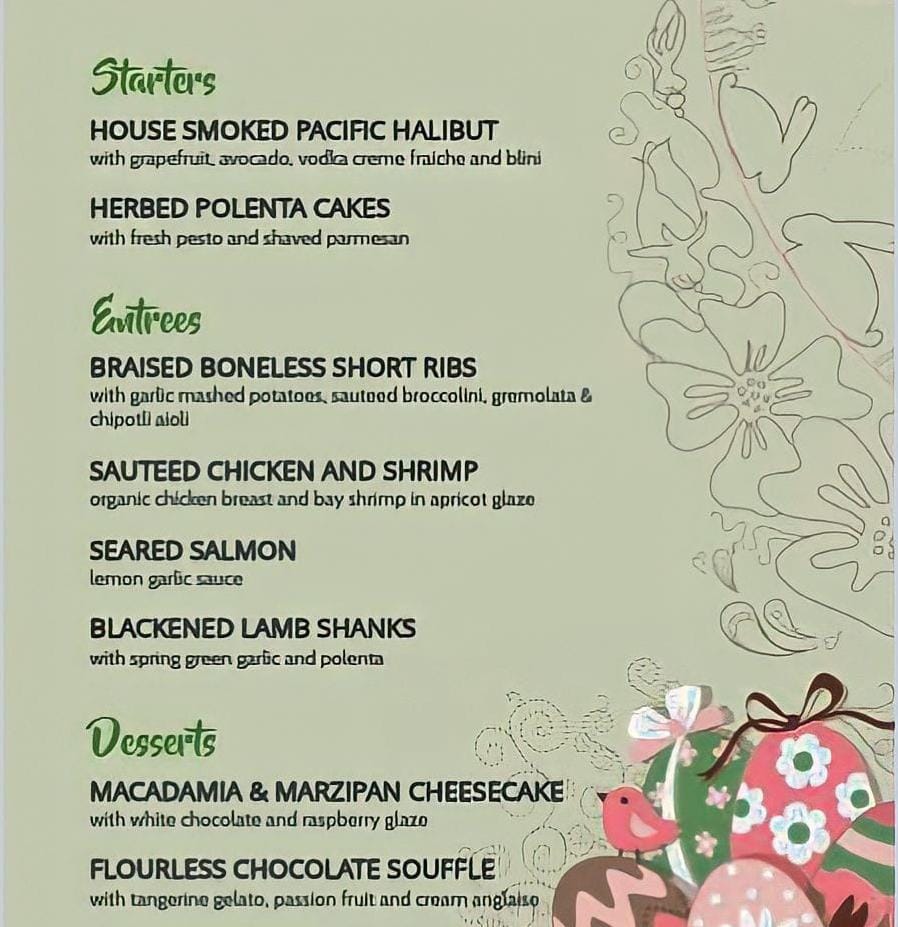 Starters
HOUSE SMOKED PACIFIC HALIBUT
with grapefruit, avocado, vodka creme fraiche and blini
HERBED POLENTA CAKES
with fresh pesto and shaved parmesan
Entrees
BRAISED BONELESS SHORT RIBS
with garlic mashed potatoes, sauteed broccolini, gremolata &
chipotli aioli
SAUTEED CHICKEN AND SHRIMP
organic chicken breast and bay shrimp in apricot glaze
SEARED SALMON
lemon garlic sauce
BLACKENED LAMB SHANKS
with spring green garlic and polenta
Desserts
MACADAMIA & MARZIPAN CHEESECAKE
with white chocolate and raspberry glaze
FLOURLESS CHOCOLATE SOUFFLE
with tangerine gelato, passion fruit and cream anglaise